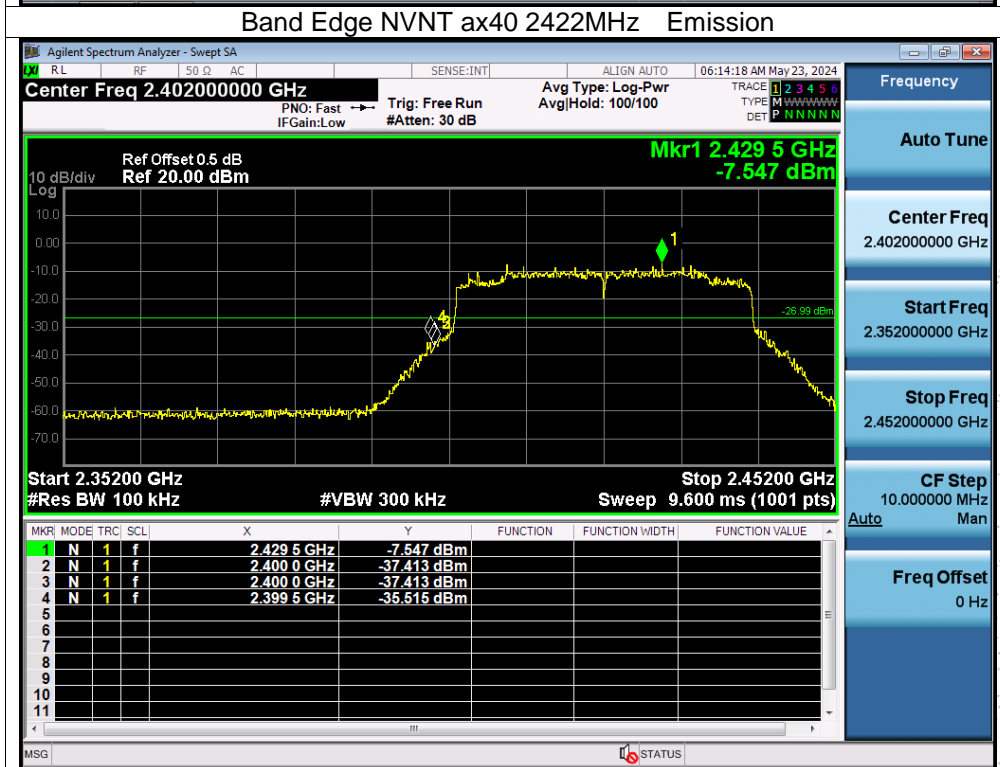 Band Edge NVNT ax40 2422MHz Emission
Agilent Spectrum Analyzer - Swept SA
LXI RL RF 50 Ω AC SENSE:INT ALIGN AUTO 06:14:18 AM May 23, 2024
Center Freq 2.402000000 GHz
PNO: Fast
IFGain:Low
Trig: Free Run
#Atten: 30 dB
Avg Type: Log-Pwr
Avg|Hold: 100/100
TRACE 1 2 3 4 5 6
TYPE M WWWWW
DET P N N N N N
Mkr1 2.429 5 GHz
-7.547 dBm
Ref Offset 0.5 dB
10 dB/div Ref 20.00 dBm
Log
10.0
0.00
-10.0
-20.0
-30.0
-40.0
-50.0
-60.0
-70.0
1
4
-26.99 dBm
Start 2.35200 GHz Stop 2.45200 GHz
#Res BW 100 kHz #VBW 300 kHz Sweep 9.600 ms (1001 pts)
MKR MODE TRC SCL X Y FUNCTION FUNCTION WIDTH FUNCTION VALUE
1 N 1 f 2.429 5 GHz -7.547 dBm
2 N 1 f 2.400 0 GHz -37.413 dBm
3 N 1 f 2.400 0 GHz -37.413 dBm
4 N 1 f 2.399 5 GHz -35.515 dBm
5
6
7
8
9
10
11
MSG STATUS
Frequency
Auto Tune
Center Freq
2.402000000 GHz
Start Freq
2.352000000 GHz
Stop Freq
2.452000000 GHz
CF Step
10.000000 MHz
Auto Man
Freq Offset
0 Hz